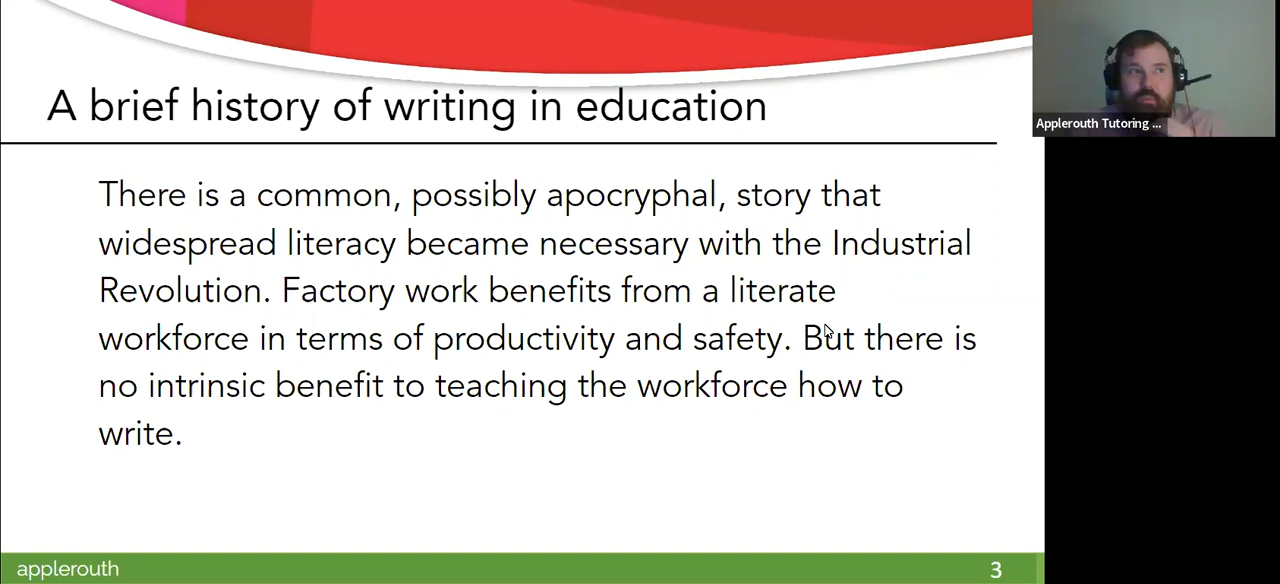 A brief history of writing in education
Applerouth Tutoring ...
There is a common, possibly apocryphal, story that
widespread literacy became necessary with the Industrial
Revolution. Factory work benefits from a literate
workforce in terms of productivity and safety. But there is
no intrinsic benefit to teaching the workforce how to
write.
applerouth
3